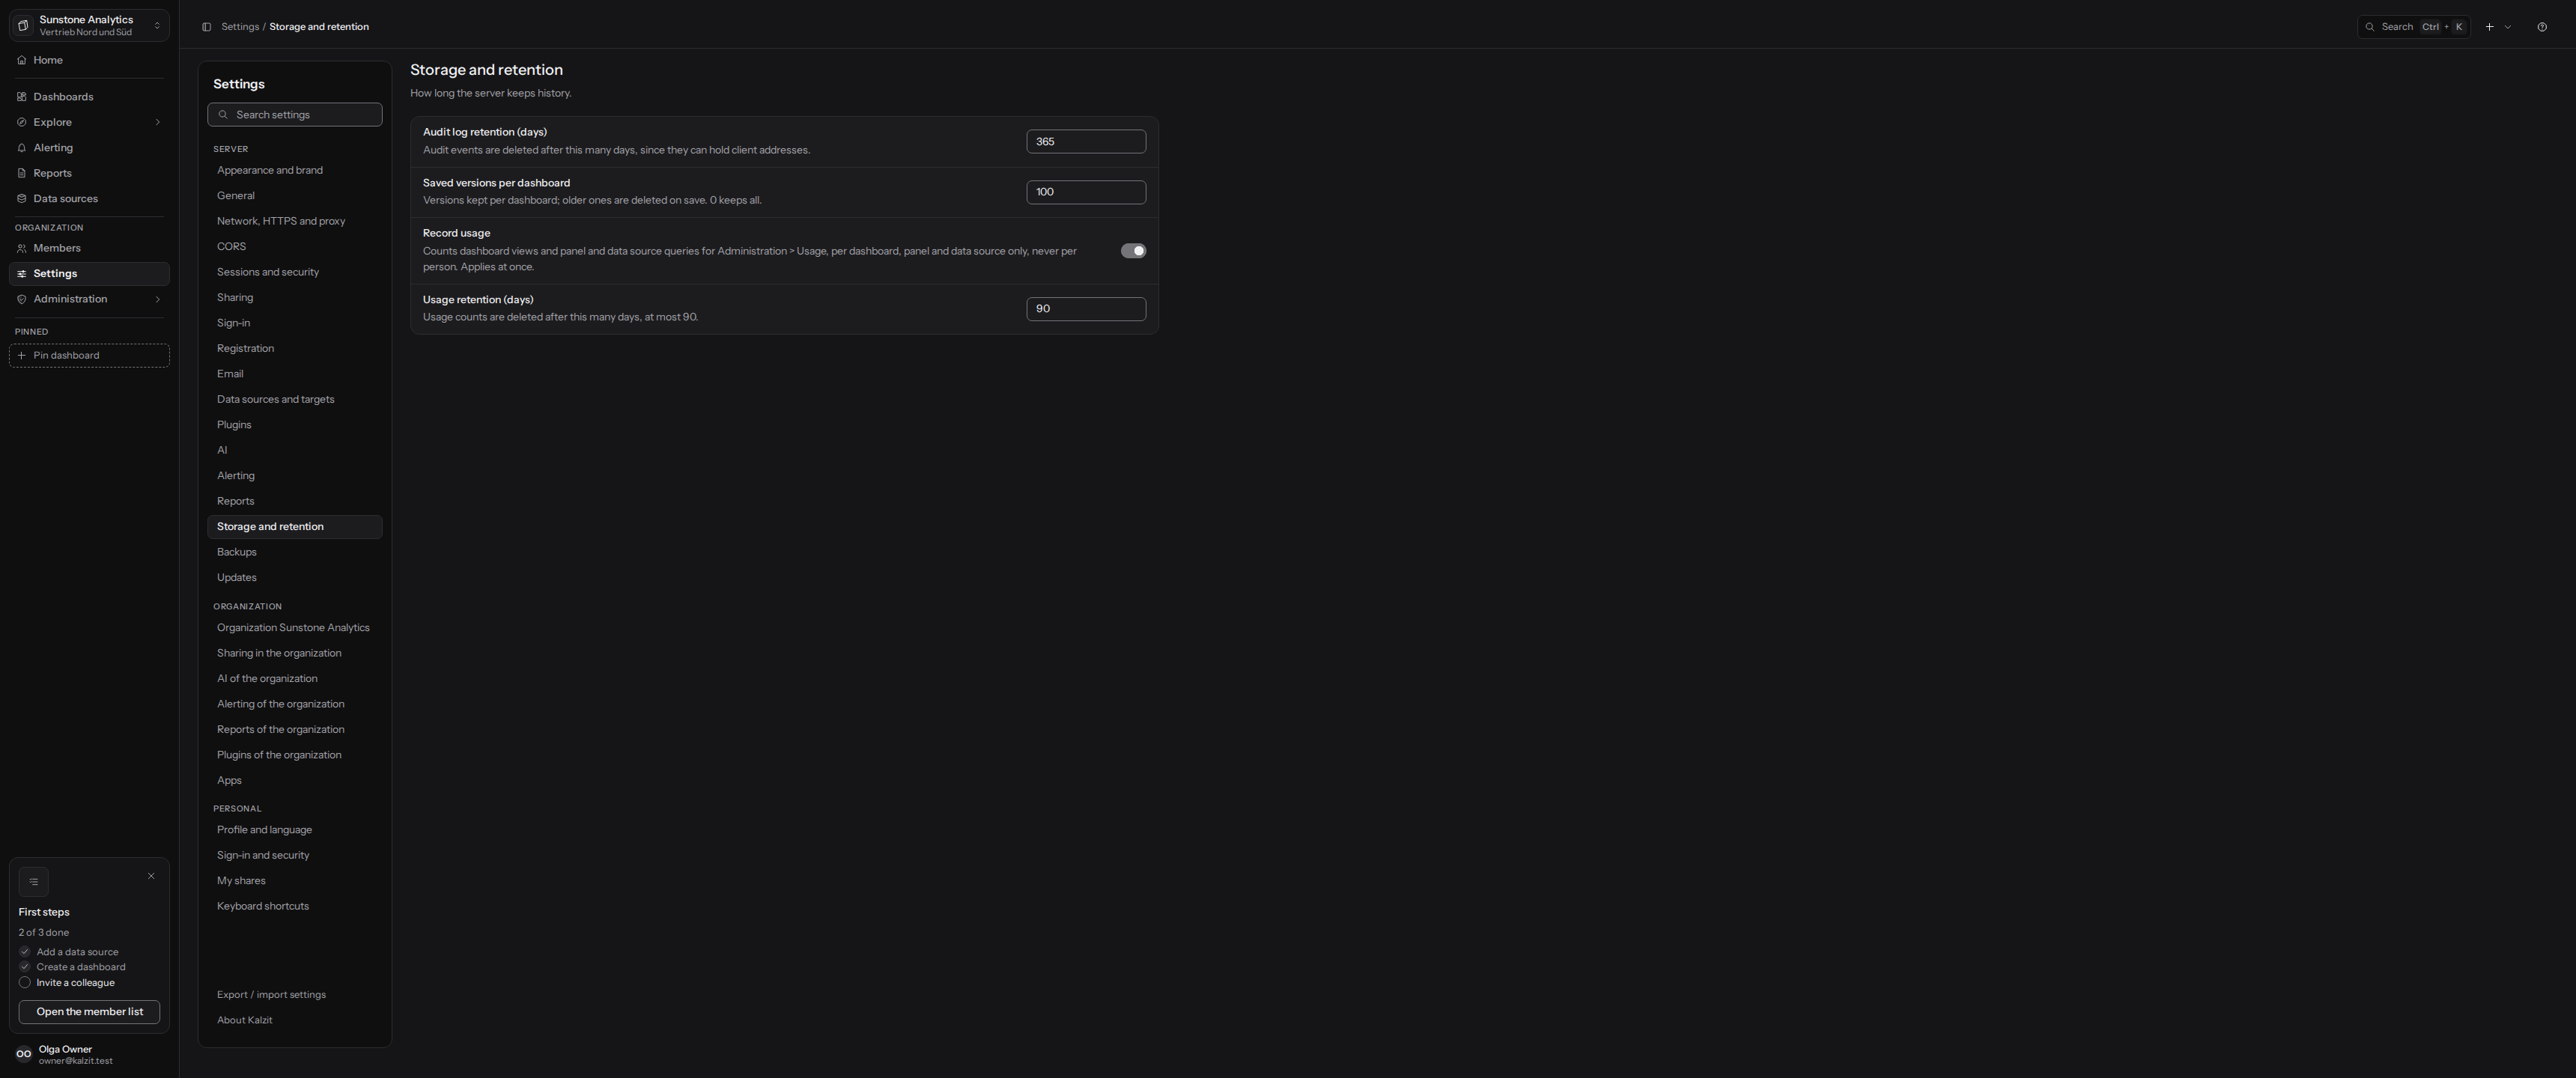 Sunstone Analytics
Vertrieb Nord und Süd
Home
Dashboards
Explore
Alerting
Reports
Data sources
ORGANIZATION
Members
Settings
Administration
PINNED
Pin dashboard
First steps
2 of 3 done
Add a data source
Create a dashboard
Invite a colleague
Open the member list
OO
Olga Owner
owner@kalzit.test
Settings / Storage and retention
Search Ctrl + K
Settings
Search settings
SERVER
Appearance and brand
General
Network, HTTPS and proxy
CORS
Sessions and security
Sharing
Sign-in
Registration
Email
Data sources and targets
Plugins
AI
Alerting
Reports
Storage and retention
Backups
Updates
ORGANIZATION
Organization Sunstone Analytics
Sharing in the organization
AI of the organization
Alerting of the organization
Reports of the organization
Plugins of the organization
Apps
PERSONAL
Profile and language
Sign-in and security
My shares
Keyboard shortcuts
Export / import settings
About Kalzit
Storage and retention
How long the server keeps history.
Audit log retention (days)
Audit events are deleted after this many days, since they can hold client addresses.
365
Saved versions per dashboard
Versions kept per dashboard; older ones are deleted on save. 0 keeps all.
100
Record usage
Counts dashboard views and panel and data source queries for Administration > Usage, per dashboard, panel and data source only, never per
person. Applies at once.
Usage retention (days)
Usage counts are deleted after this many days, at most 90.
90